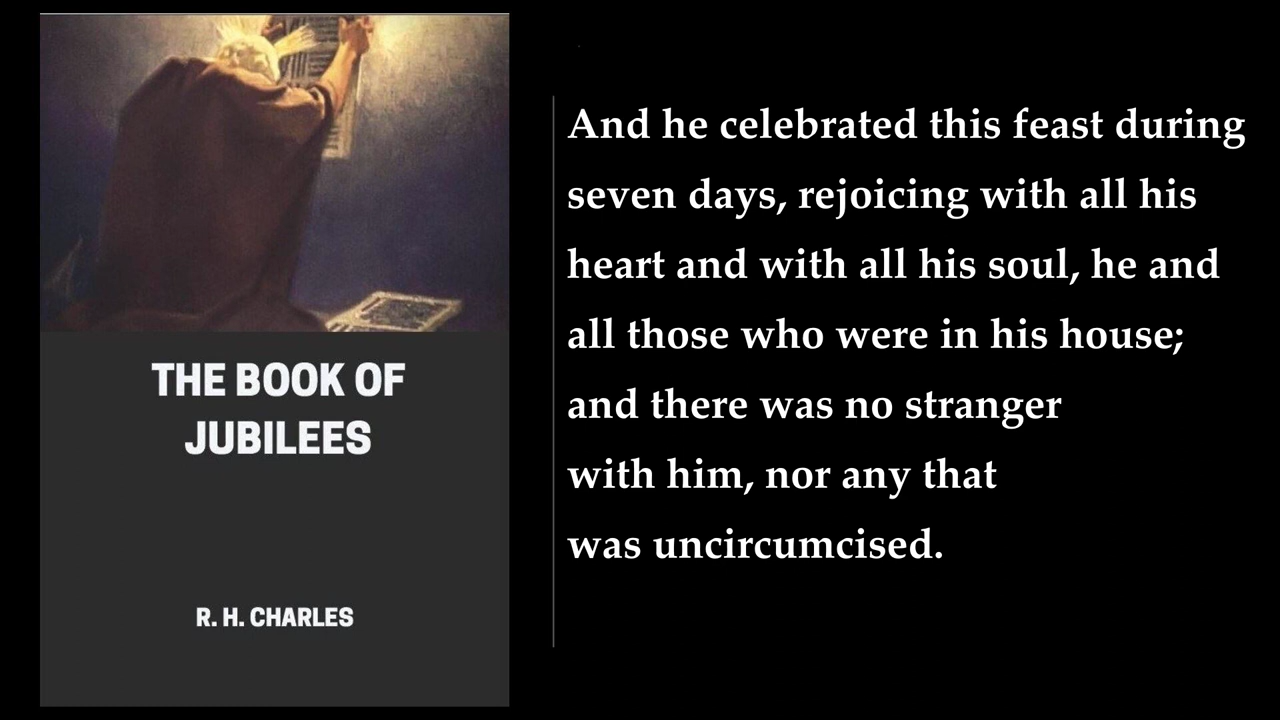 THE BOOK OF
JUBILEES
R. H. CHARLES
And he celebrated this feast during
seven days, rejoicing with all his
heart and with all his soul, he and
all those who were in his house;
and there was no stranger
with him, nor any that
was uncircumcised.